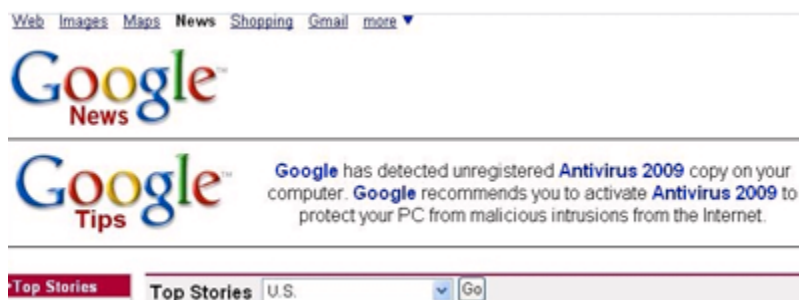 Web Images Maps News Shopping Gmail more
Google
News
Google™
Tips
Google has detected unregistered Antivirus 2009 copy on your
computer. Google recommends you to activate Antivirus 2009 to
protect your PC from malicious intrusions from the Internet.
Top Stories
Top Stories U.S. Go